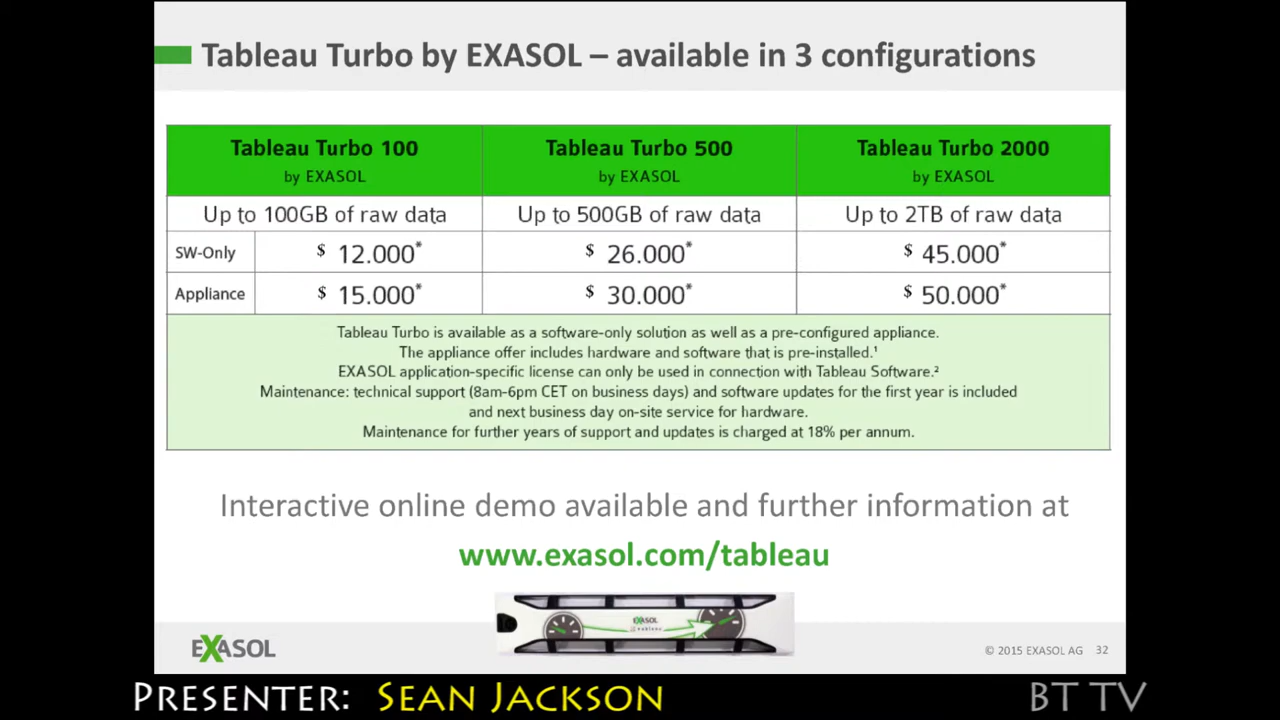 Tableau Turbo by EXASOL – available in 3 configurations
Tableau Turbo 100 Tableau Turbo 500 Tableau Turbo 2000
by EXASOL by EXASOL by EXASOL
Up to 100GB of raw data Up to 500GB of raw data Up to 2TB of raw data
SW-Only $ 12.000* $ 26.000* $ 45.000*
Appliance $ 15.000* $ 30.000* $ 50.000*
Tableau Turbo is available as a software-only solution as well as a pre-configured appliance.
The appliance offer includes hardware and software that is pre-installed.¹
EXASOL application-specific license can only be used in connection with Tableau Software.²
Maintenance: technical support (8am-6pm CET on business days) and software updates for the first year is included
and next business day on-site service for hardware.
Maintenance for further years of support and updates is charged at 18% per annum.
Interactive online demo available and further information at
www.exasol.com/tableau
EXASOL
EXASOL © 2015 EXASOL AG 32
PRESENTER: SEAN JACKSON BT TV